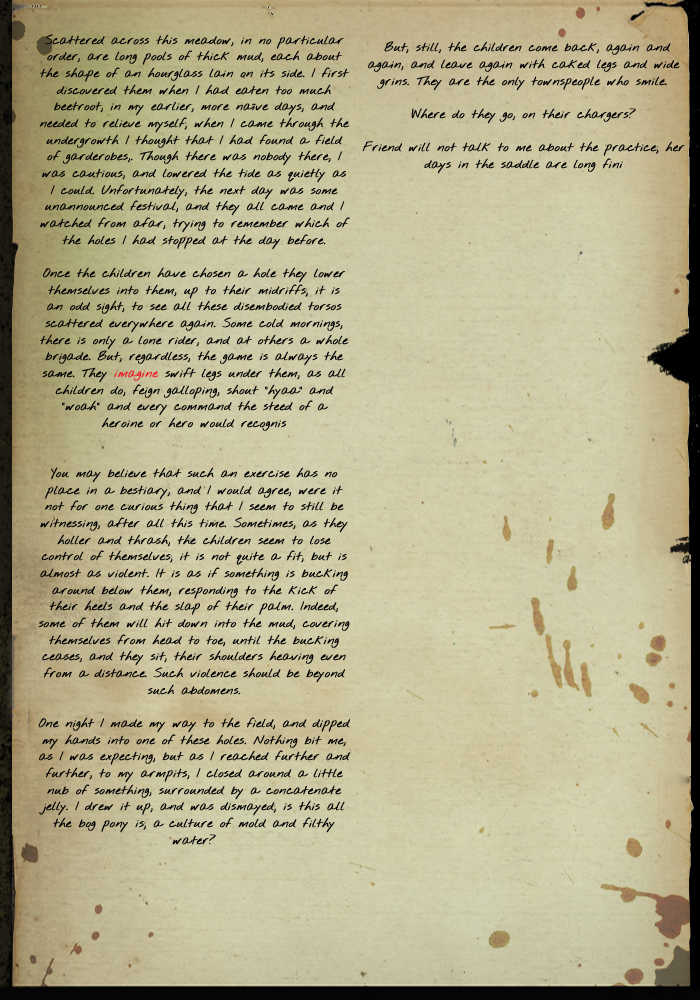 Scattered across this meadow, in no particular
order, are long pools of thick mud, each about
the shape of an hourglass lain on its side. I first
discovered them when I had eaten too much
beetroot, in my earlier, more naïve days, and
needed to relieve myself, when I came through the
undergrowth I thought that I had found a field
of garderobes,. Though there was nobody there, I
was cautious, and lowered the tide as quietly as
I could. Unfortunately, the next day was some
unannounced festival, and they all came and I
watched from afar, trying to remember which of
the holes I had stopped at the day before.

Once the children have chosen a hole they lower
themselves into them, up to their midriffs, it is
an odd sight, to see all these disembodied torsos
scattered everywhere again. Some cold mornings,
there is only a lone rider, and at others a whole
brigade. But, regardless, the game is always the
same. They imagine swift legs under them, as all
children do, feign galloping, shout "hyaa" and
"woah" and every command the steed of a
heroine or hero would recognis

You may believe that such an exercise has no
place in a bestiary, and I would agree, were it
not for one curious thing that I seem to still be
witnessing, after all this time. Sometimes, as they
holler and thrash, the children seem to lose
control of themselves, it is not quite a fit, but is
almost as violent. It is as if something is bucking
around below them, responding to the kick of
their heels and the slap of their palm. Indeed,
some of them will hit down into the mud, covering
themselves from head to toe, until the bucking
ceases, and they sit, their shoulders heaving even
from a distance. Such violence should be beyond
such abdomens.

One night I made my way to the field, and dipped
my hands into one of these holes. Nothing bit me,
as I was expecting, but as I reached further and
further, to my armpits, I closed around a little
nub of something, surrounded by a concatenate
jelly. I drew it up, and was dismayed, is this all
the bog pony is, a culture of mold and filthy
water?

But, still, the children come back, again and
again, and leave again with caked legs and wide
grins. They are the only townspeople who smile.

Where do they go, on their chargers?

Friend will not talk to me about the practice, her
days in the saddle are long fini